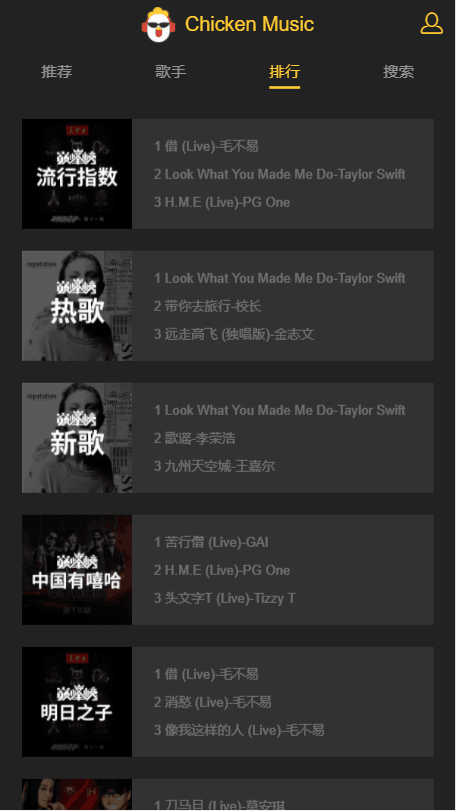 Chicken Music
推荐 歌手 排行 搜索
巅峰榜
流行指数
1 借 (Live)-毛不易
2 Look What You Made Me Do-Taylor Swift
3 H.M.E (Live)-PG One
reputation
巅峰榜
热歌
1 Look What You Made Me Do-Taylor Swift
2 带你去旅行-校长
3 远走高飞 (独唱版)-金志文
reputation
巅峰榜
新歌
1 Look What You Made Me Do-Taylor Swift
2 歌谣-李荣浩
3 九州天空城-王嘉尔
巅峰榜
中国有嘻哈
1 苦行僧 (Live)-GAI
2 H.M.E (Live)-PG One
3 头文字T (Live)-Tizzy T
巅峰榜
明日之子
1 借 (Live)-毛不易
2 消愁 (Live)-毛不易
3 像我这样的人 (Live)-毛不易
1 刀马旦 (Live)-莫安琪